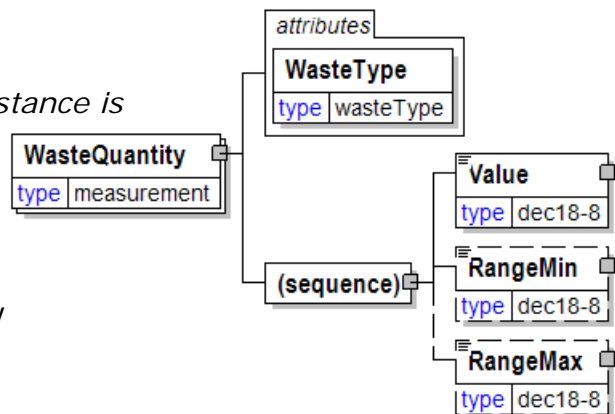 attributes
WasteType
type wasteType
stance is
WasteQuantity
type measurement
Value
type dec18-8
(sequence)
RangeMin
type dec18-8
RangeMax
type dec18-8